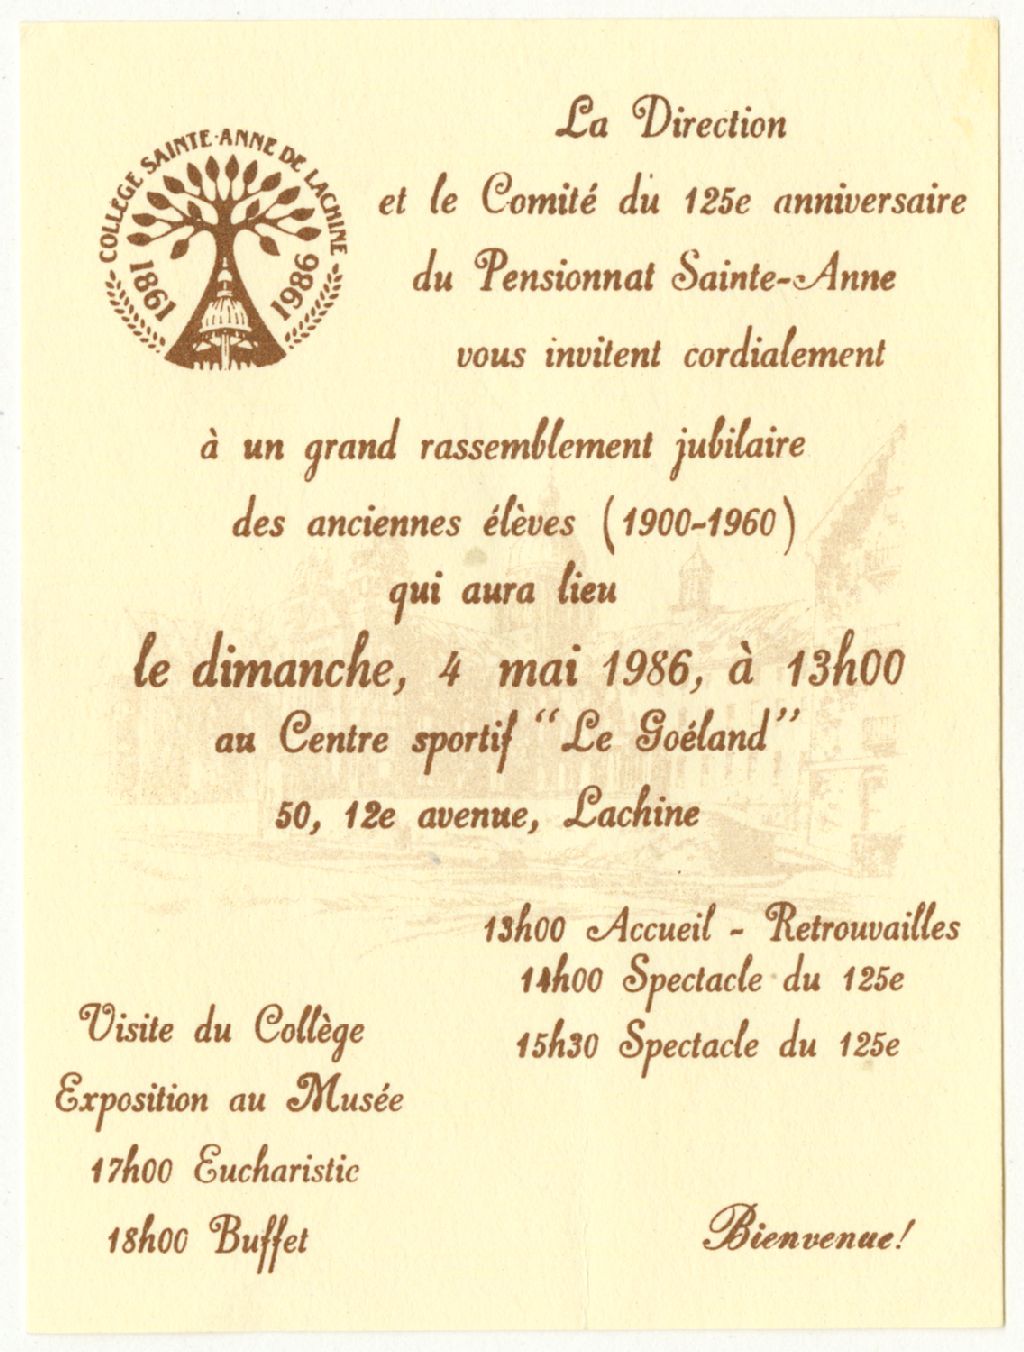 COLLÈGE SAINTE-ANNE DE LACHINE
1861 1986
La Direction
et le Comité du 125e anniversaire
du Pensionnat Sainte-Anne
vous invitent cordialement
à un grand rassemblement jubilaire
des anciennes élèves (1900-1960)
qui aura lieu
le dimanche, 4 mai 1986, à 13h00
au Centre sportif "Le Goéland"
50, 12e avenue, Lachine
13h00 Accueil - Retrouvailles
14h00 Spectacle du 125e
15h30 Spectacle du 125e
Visite du Collège
Exposition au Musée
17h00 Eucharistie
18h00 Buffet
Bienvenue!